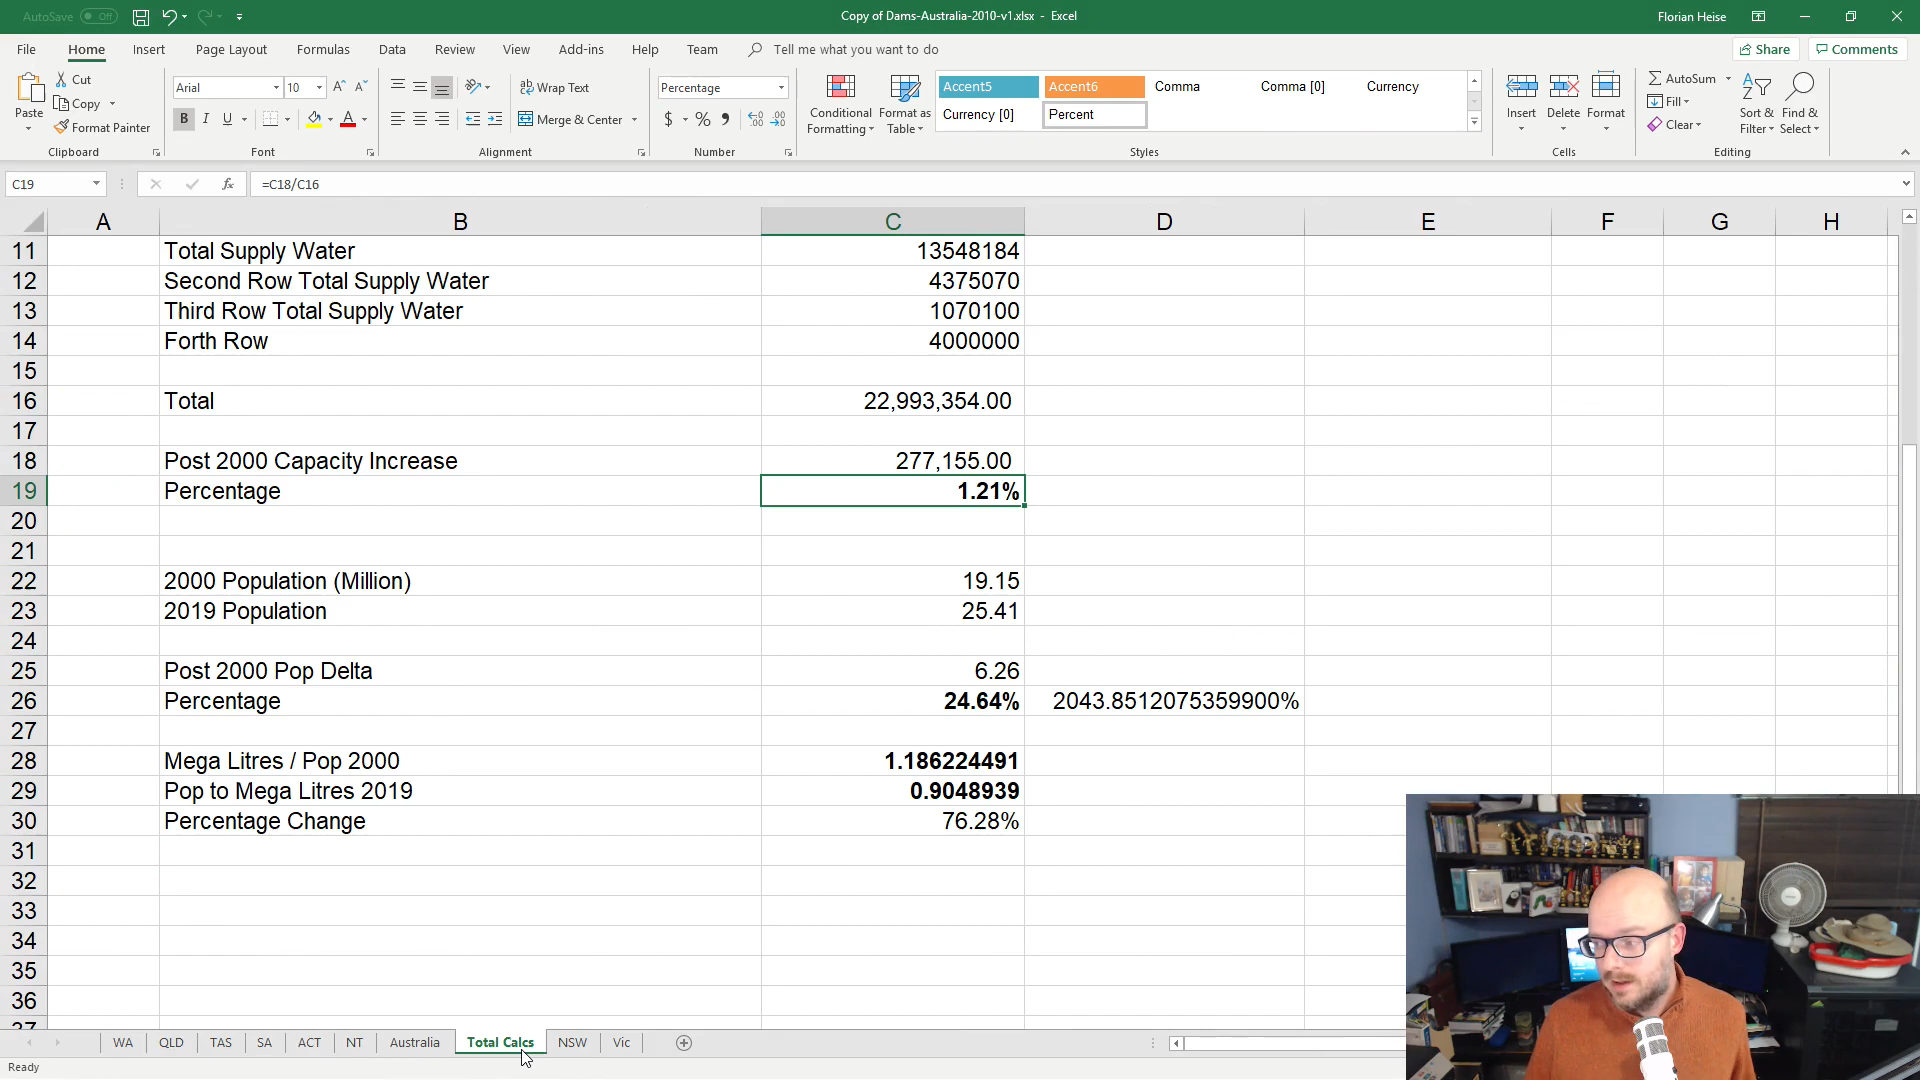 AutoSave Off
Copy of Dams-Australia-2010-v1.xlsx - Excel
Florian Heise
File Home Insert Page Layout Formulas Data Review View Add-ins Help Team Tell me what you want to do
Share Comments
Paste
Cut
Copy
Format Painter
Clipboard
Arial 10
B I U
Font
Wrap Text
Merge & Center
Alignment
Percentage
$ % ,
Number
Conditional Formatting
Format as Table
Accent5 Accent6 Comma Comma [0] Currency
Currency [0] Percent
Styles
Insert Delete Format
Cells
AutoSum
Fill
Clear
Sort & Filter
Find & Select
Editing
C19 fx =C18/C16
A B C D E F G H
11 Total Supply Water 13548184
12 Second Row Total Supply Water 4375070
13 Third Row Total Supply Water 1070100
14 Forth Row 4000000
15
16 Total 22,993,354.00
17
18 Post 2000 Capacity Increase 277,155.00
19 Percentage 1.21%
20
21
22 2000 Population (Million) 19.15
23 2019 Population 25.41
24
25 Post 2000 Pop Delta 6.26
26 Percentage 24.64% 2043.8512075359900%
27
28 Mega Litres / Pop 2000 1.186224491
29 Pop to Mega Litres 2019 0.9048939
30 Percentage Change 76.28%
31
32
33
34
35
36
37
WA QLD TAS SA ACT NT Australia Total Calcs NSW Vic
Ready